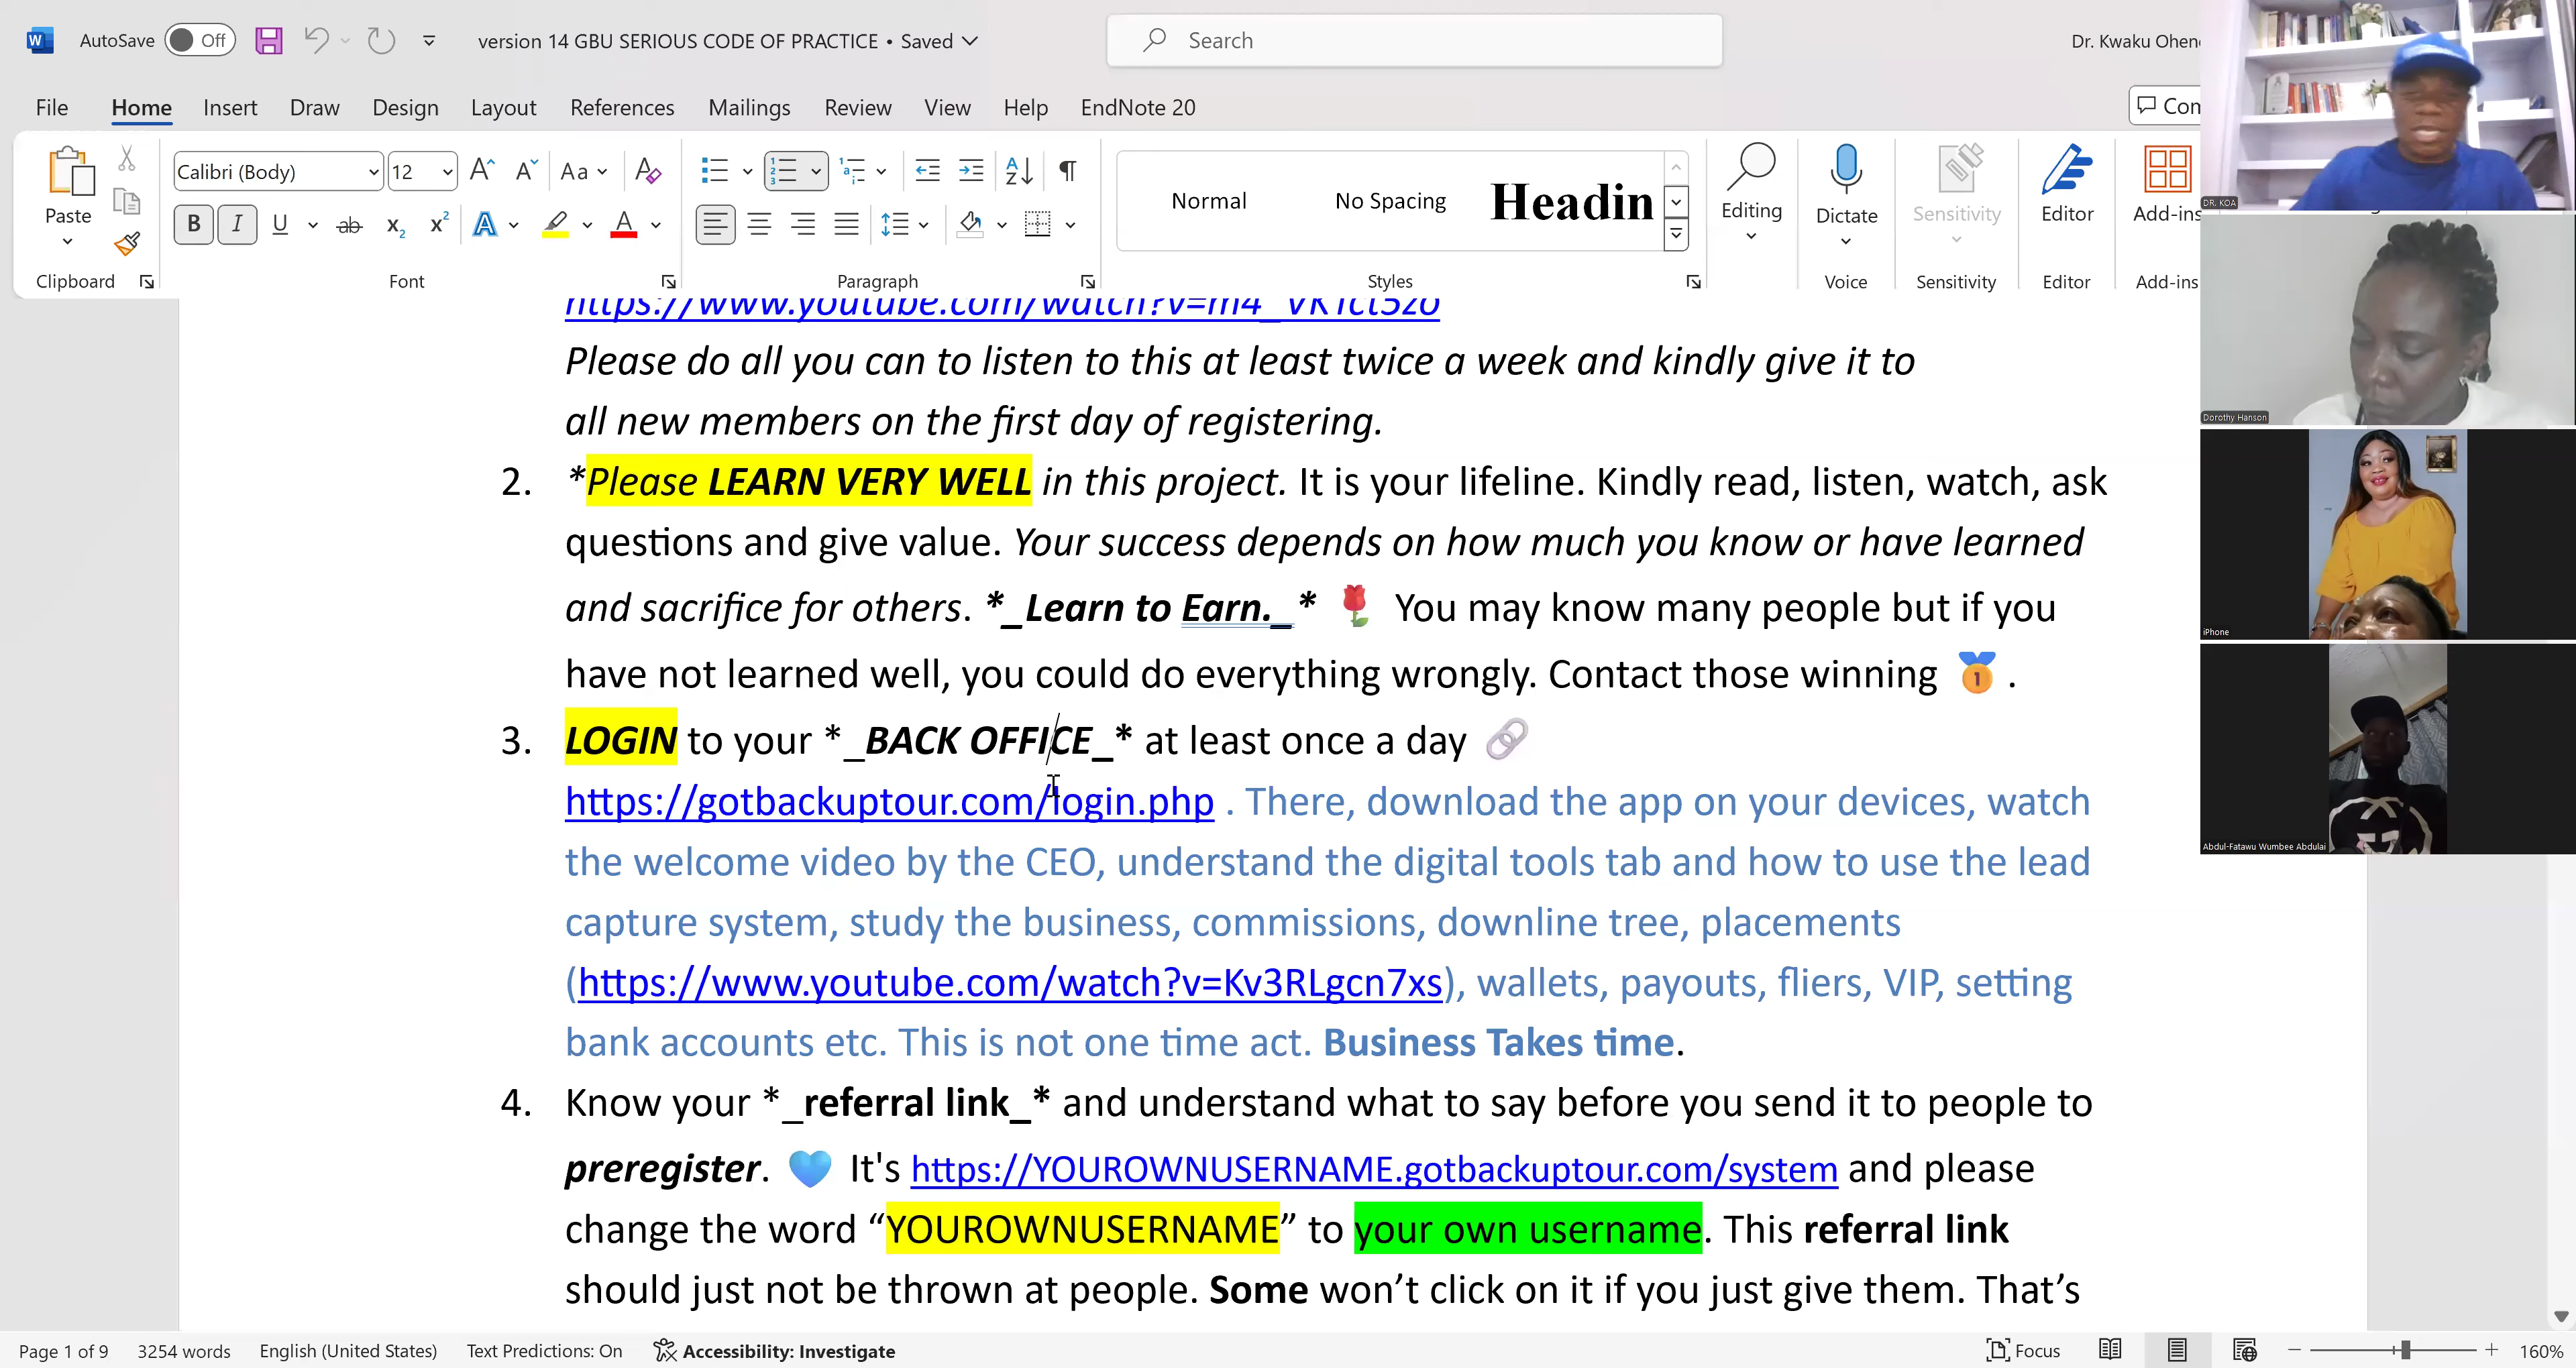 AutoSave Off version 14 GBU SERIOUS CODE OF PRACTICE • Saved Search Dr. Kwaku
File Home Insert Draw Design Layout References Mailings Review View Help EndNote 20
Paste Calibri (Body) 12 Normal No Spacing Headin Editing Dictate Sensitivity Editor Add-ins
Clipboard Font Paragraph Styles Voice Sensitivity Editor Add-ins
Please do all you can to listen to this at least twice a week and kindly give it to
all new members on the first day of registering.
2. *Please LEARN VERY WELL in this project. It is your lifeline. Kindly read, listen, watch, ask
questions and give value. Your success depends on how much you know or have learned
and sacrifice for others. *_Learn to Earn._* 🌹 You may know many people but if you
have not learned well, you could do everything wrongly. Contact those winning 🥇 .
3. LOGIN to your *_BACK OFFICE_* at least once a day 🔗
https://gotbackuptour.com/login.php . There, download the app on your devices, watch
the welcome video by the CEO, understand the digital tools tab and how to use the lead
capture system, study the business, commissions, downline tree, placements
(https://www.youtube.com/watch?v=Kv3RLgcn7xs), wallets, payouts, fliers, VIP, setting
bank accounts etc. This is not one time act. Business Takes time.
4. Know your *_referral link_* and understand what to say before you send it to people to
preregister. 💙 It's https://YOUROWNUSERNAME.gotbackuptour.com/system and please
change the word “YOUROWNUSERNAME” to your own username. This referral link
should just not be thrown at people. Some won’t click on it if you just give them. That’s
Page 1 of 9 3254 words English (United States) Text Predictions: On Accessibility: Investigate Focus 160%
DR. KOA
Dorothy Hanson
iPhone
Abdul-Fatawu Wumbee Abdulai